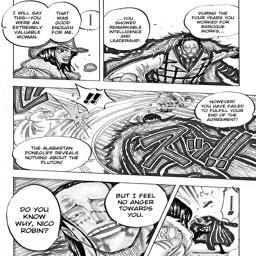 DURING THE
FOUR YEARS YOU
WORKED FOR
BAROQUE
WORKS...
...YOU
SHOWED
REMARKABLE
INTELLIGENCE
AND
LEADERSHIP.
THAT
WAS GOOD
ENOUGH
FOR ME.
I WILL SAY
THIS--YOU
WERE AN
EXTREMELY
VALUABLE
WOMAN.
!
HOWEVER!
YOU HAVE FAILED
TO FULFILL YOUR
END OF THE
AGREEMENT!
!!
THE ALABASTAN
PONEGLIFF REVEALS
NOTHING ABOUT THE
PLUTON!
BUT I FEEL
NO ANGER
TOWARDS
YOU.
DO YOU
KNOW
WHY, NICO
ROBIN?